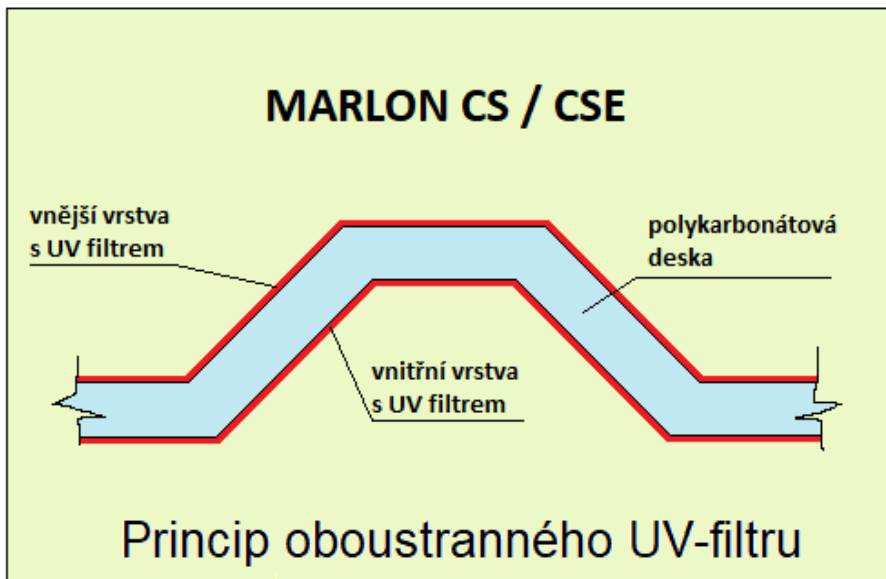 MARLON CS / CSE
vnější vrstva
s UV filtrem
polykarbonátová
deska
vnitřní vrstva
s UV filtrem
Princip oboustranného UV-filtru